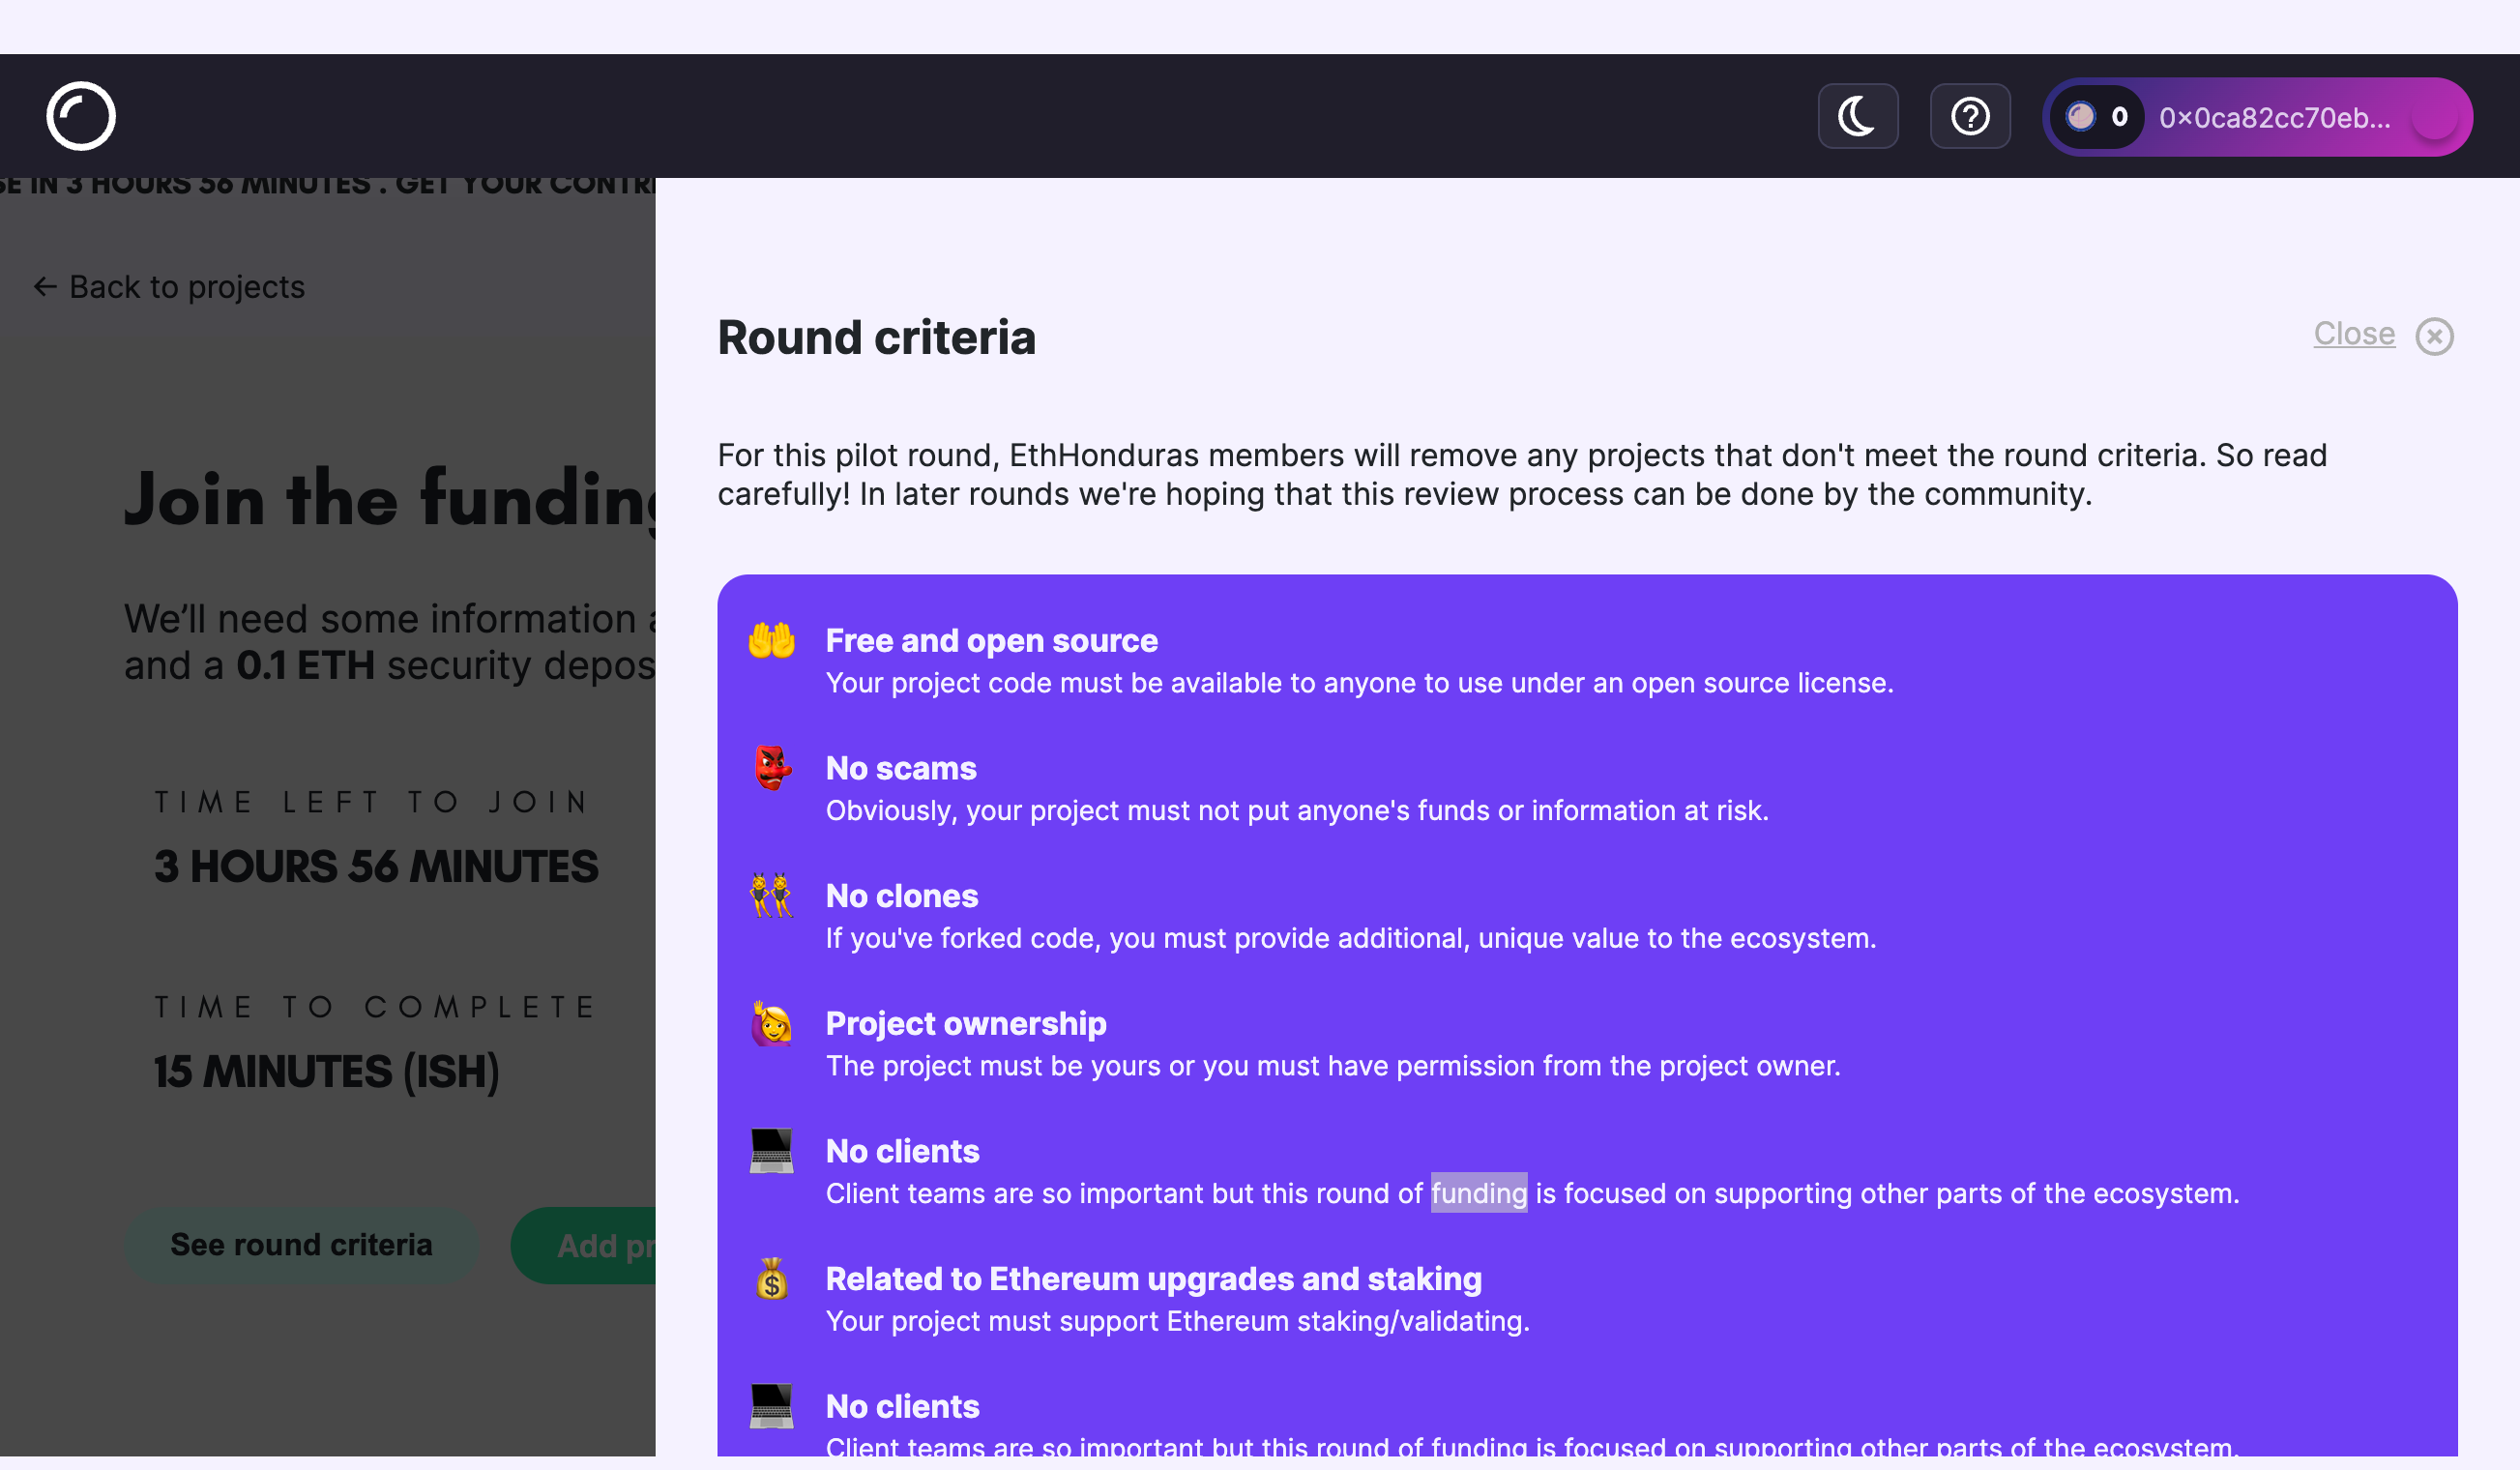 0
0x0ca82cc70eb...
SE IN 3 HOURS 56 MINUTES . GET YOUR CONTR
← Back to projects
Join the funding
We'll need some information a
and a 0.1 ETH security depos
TIME LEFT TO JOIN
3 HOURS 56 MINUTES
TIME TO COMPLETE
15 MINUTES (ISH)
See round criteria
Add pr
Round criteria
Close
For this pilot round, EthHonduras members will remove any projects that don't meet the round criteria. So read
carefully! In later rounds we're hoping that this review process can be done by the community.
Free and open source
Your project code must be available to anyone to use under an open source license.
No scams
Obviously, your project must not put anyone's funds or information at risk.
No clones
If you've forked code, you must provide additional, unique value to the ecosystem.
Project ownership
The project must be yours or you must have permission from the project owner.
No clients
Client teams are so important but this round of funding is focused on supporting other parts of the ecosystem.
Related to Ethereum upgrades and staking
Your project must support Ethereum staking/validating.
No clients
Client teams are so important but this round of funding is focused on supporting other parts of the ecosystem.